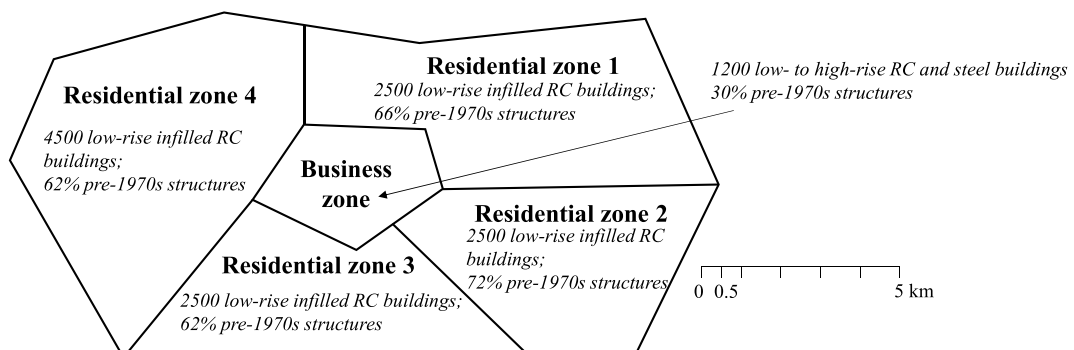 Residential zone 1
2500 low-rise infilled RC buildings;
66% pre-1970s structures
1200 low- to high-rise RC and steel buildings
30% pre-1970s structures
Residential zone 4
4500 low-rise infilled RC
buildings;
62% pre-1970s structures
Business
zone
Residential zone 2
2500 low-rise infilled RC
buildings;
72% pre-1970s structures
Residential zone 3
2500 low-rise infilled RC buildings;
62% pre-1970s structures
0 0.5 5 km